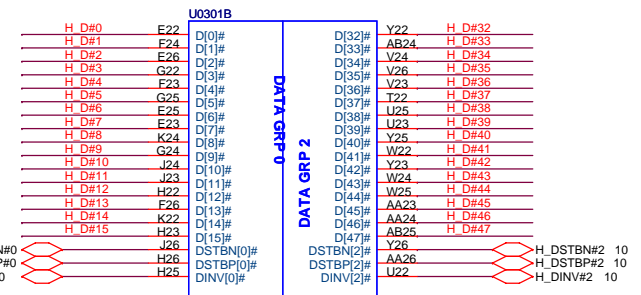 U0301B
H_D#0 E22 D[0]# D[32]# Y22 H_D#32
H_D#1 F24 D[1]# D[33]# AB24 H_D#33
H_D#2 E26 D[2]# D[34]# V24 H_D#34
H_D#3 G22 D[3]# D[35]# V26 H_D#35
H_D#4 F23 D[4]# D[36]# V23 H_D#36
H_D#5 G25 D[5]# D[37]# T22 H_D#37
H_D#6 E25 D[6]# D[38]# U25 H_D#38
H_D#7 E23 D[7]# D[39]# U23 H_D#39
H_D#8 K24 D[8]# D[40]# Y25 H_D#40
H_D#9 G24 D[9]# D[41]# W22 H_D#41
H_D#10 J24 D[10]# D[42]# Y23 H_D#42
H_D#11 J23 D[11]# D[43]# W24 H_D#43
H_D#12 H22 D[12]# D[44]# W25 H_D#44
H_D#13 F26 D[13]# D[45]# AA23 H_D#45
H_D#14 K22 D[14]# D[46]# AA24 H_D#46
H_D#15 H23 D[15]# D[47]# AB25 H_D#47
N#0 J26 DSTBN[0]# DSTBN[2]# Y26 H_DSTBN#2 10
P#0 H26 DSTBP[0]# DSTBP[2]# AA26 H_DSTBP#2 10
0 H25 DINV[0]# DINV[2]# U22 H_DINV#2 10
DATA GRP 0
DATA GRP 2